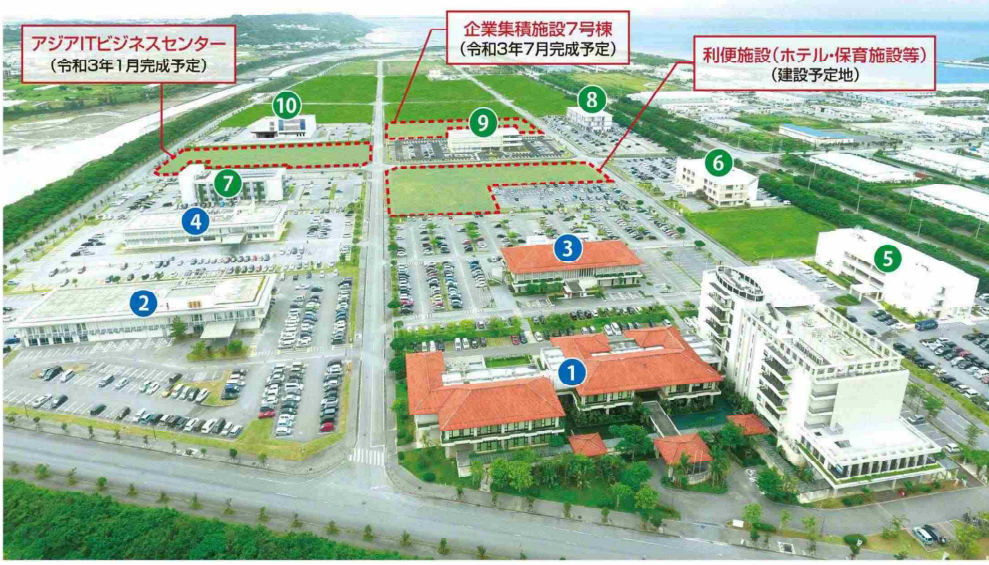 企業集積施設7号棟
(令和3年7月完成予定)
アジアITビジネスセンター
(令和3年1月完成予定)
利便施設(ホテル・保育施設等)
(建設予定地)
10
8
9
6
7
4
3
5
2
1